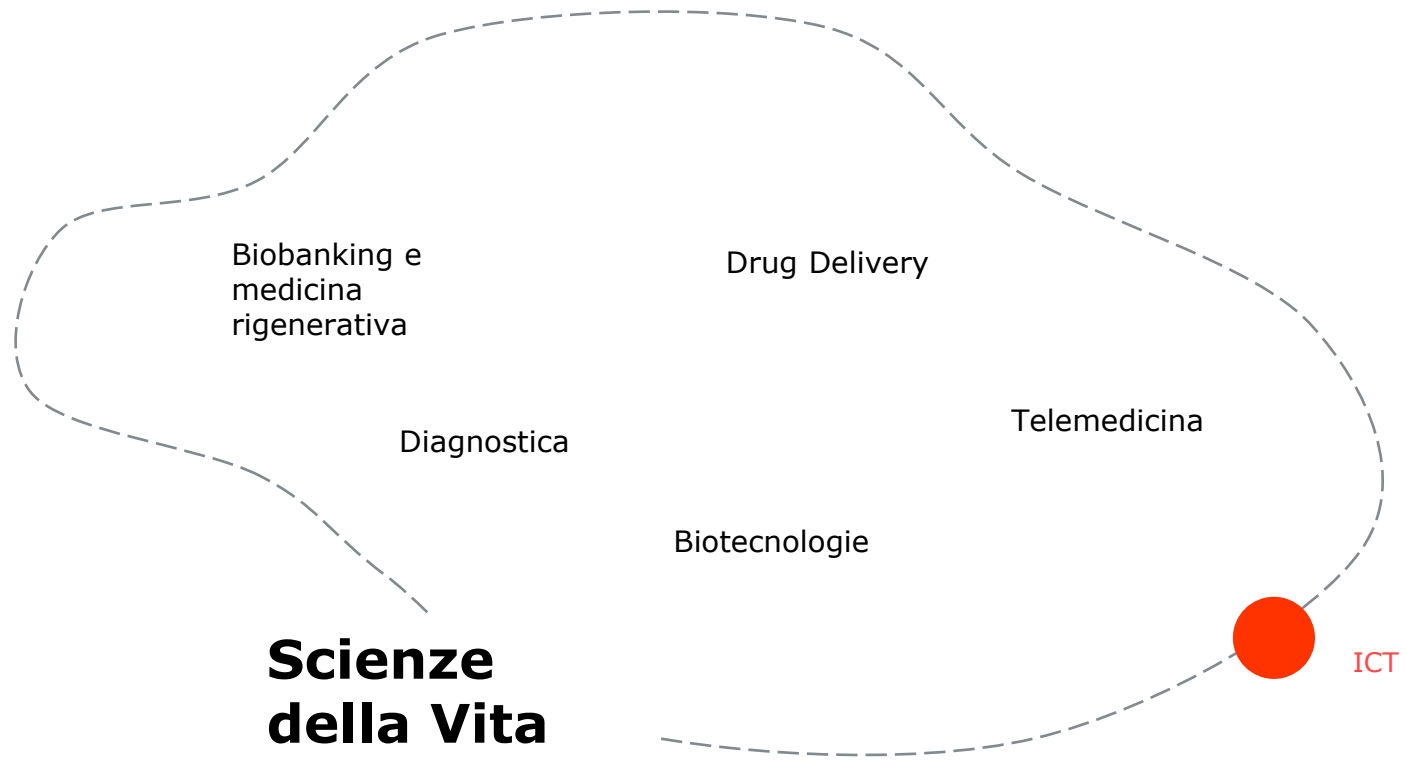 Biobanking e
medicina
rigenerativa
Drug Delivery
Telemedicina
Diagnostica
Biotecnologie
Scienze
della Vita
ICT